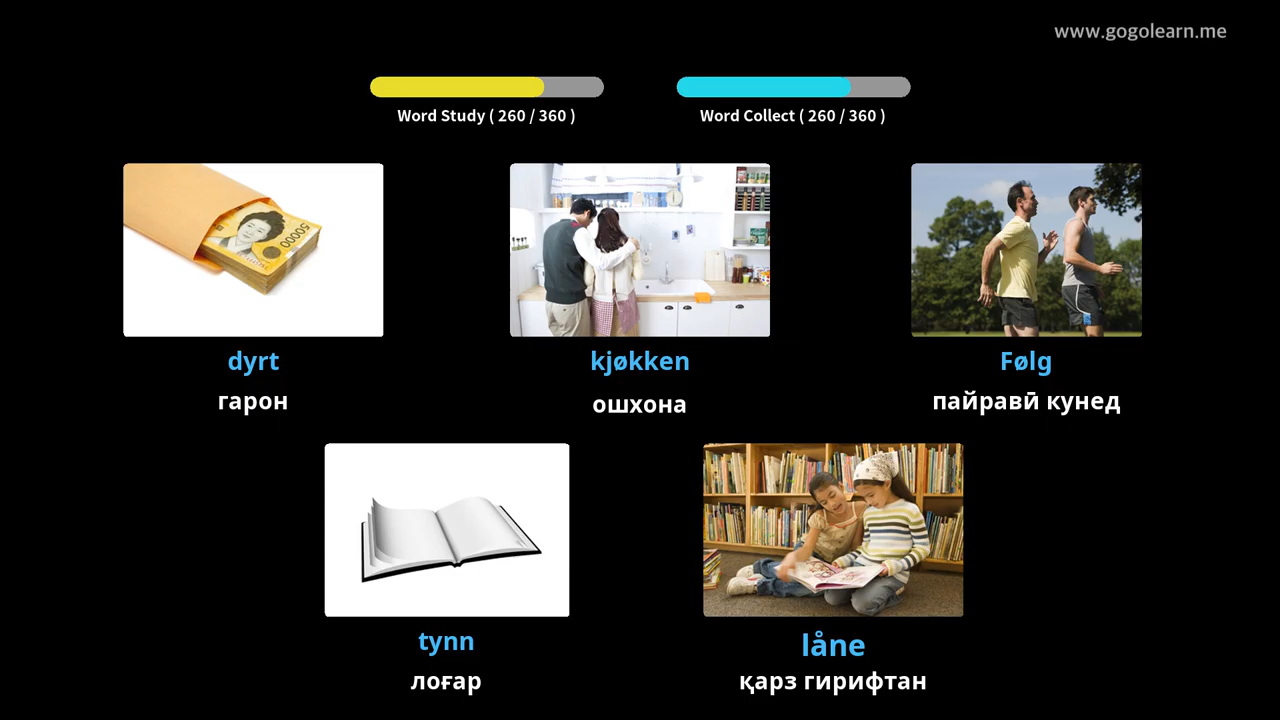 www.gogolearn.me
Word Study ( 260 / 360 )
Word Collect ( 260 / 360 )
50000
dyrt
kjøkken
Følg
гарон
ошхона
пайравӣ кунед
tynn
låne
лоғар
қарз гирифтан